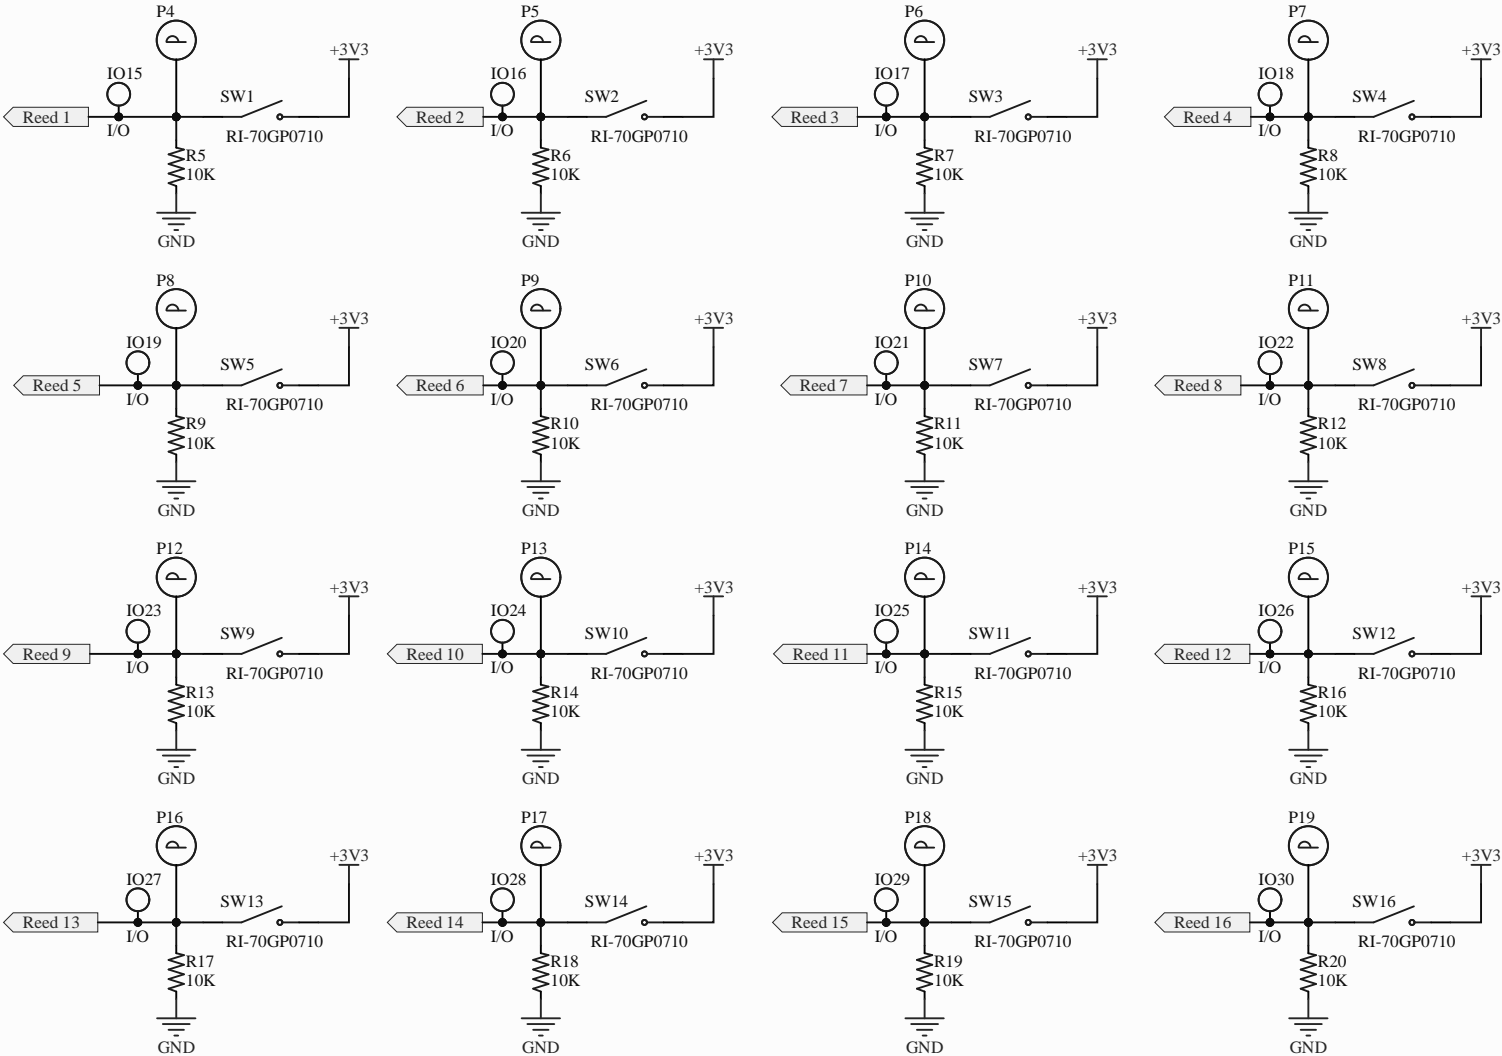 P4
+3V3
IO15
SW1
Reed 1
I/O
RI-70GP0710
R5
10K
GND
P5
+3V3
IO16
SW2
Reed 2
I/O
RI-70GP0710
R6
10K
GND
P6
+3V3
IO17
SW3
Reed 3
I/O
RI-70GP0710
R7
10K
GND
P7
+3V3
IO18
SW4
Reed 4
I/O
RI-70GP0710
R8
10K
GND
P8
+3V3
IO19
SW5
Reed 5
I/O
RI-70GP0710
R9
10K
GND
P9
+3V3
IO20
SW6
Reed 6
I/O
RI-70GP0710
R10
10K
GND
P10
+3V3
IO21
SW7
Reed 7
I/O
RI-70GP0710
R11
10K
GND
P11
+3V3
IO22
SW8
Reed 8
I/O
RI-70GP0710
R12
10K
GND
P12
+3V3
IO23
SW9
Reed 9
I/O
RI-70GP0710
R13
10K
GND
P13
+3V3
IO24
SW10
Reed 10
I/O
RI-70GP0710
R14
10K
GND
P14
+3V3
IO25
SW11
Reed 11
I/O
RI-70GP0710
R15
10K
GND
P15
+3V3
IO26
SW12
Reed 12
I/O
RI-70GP0710
R16
10K
GND
P16
+3V3
IO27
SW13
Reed 13
I/O
RI-70GP0710
R17
10K
GND
P17
+3V3
IO28
SW14
Reed 14
I/O
RI-70GP0710
R18
10K
GND
P18
+3V3
IO29
SW15
Reed 15
I/O
RI-70GP0710
R19
10K
GND
P19
+3V3
IO30
SW16
Reed 16
I/O
RI-70GP0710
R20
10K
GND